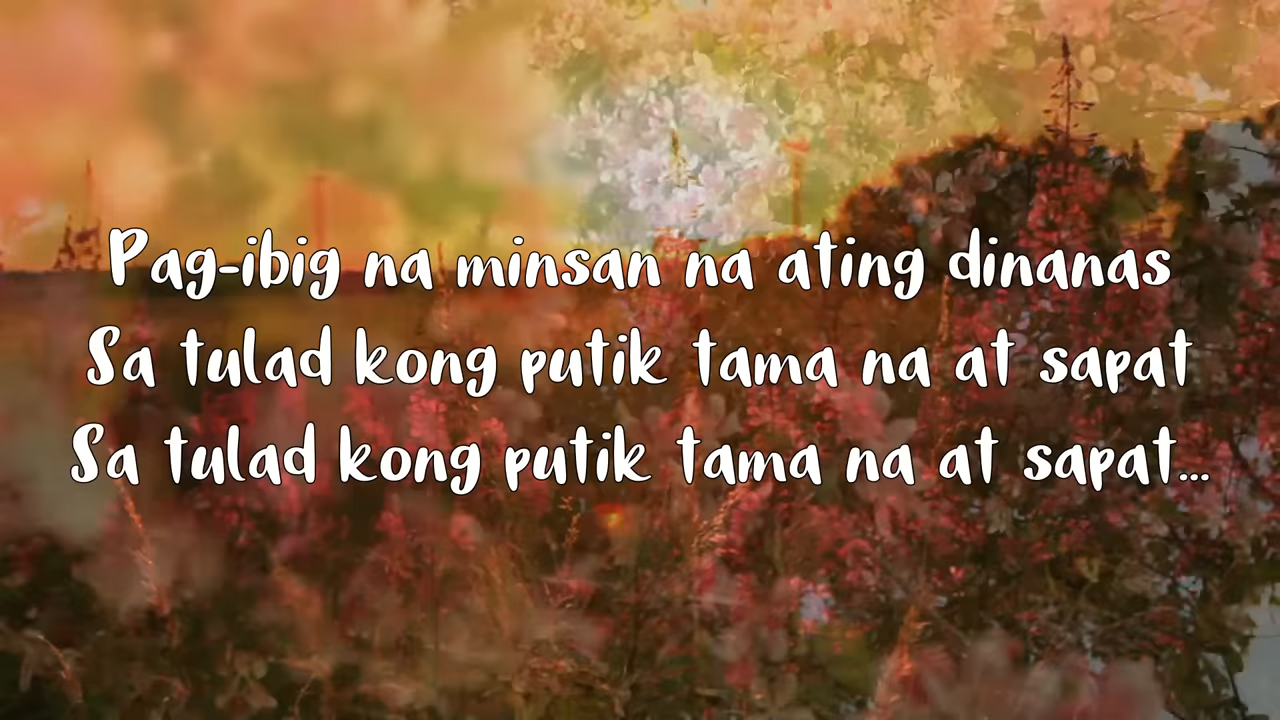 Pag-ibig na minsan na ating dinanas
Sa tulad kong putik tama na at sapat
Sa tulad kong putik tama na at sapat...